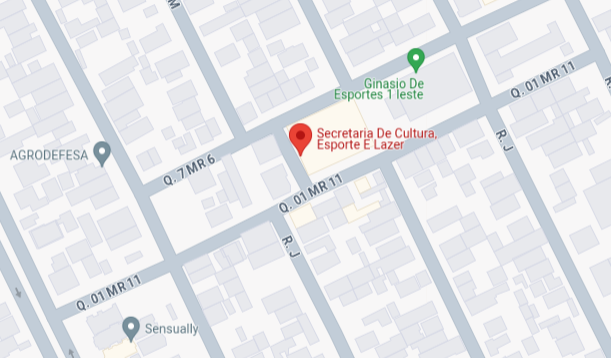 M
Ginasio De
Esportes 1 leste
Q. 01 MR 11
Secretaria De Cultura,
Esporte E Lazer
R. J
AGRODEFESA
Q. 7 MR 6
Q. 01 MR 11
R. J
Q. 01 MR 11
Sensually